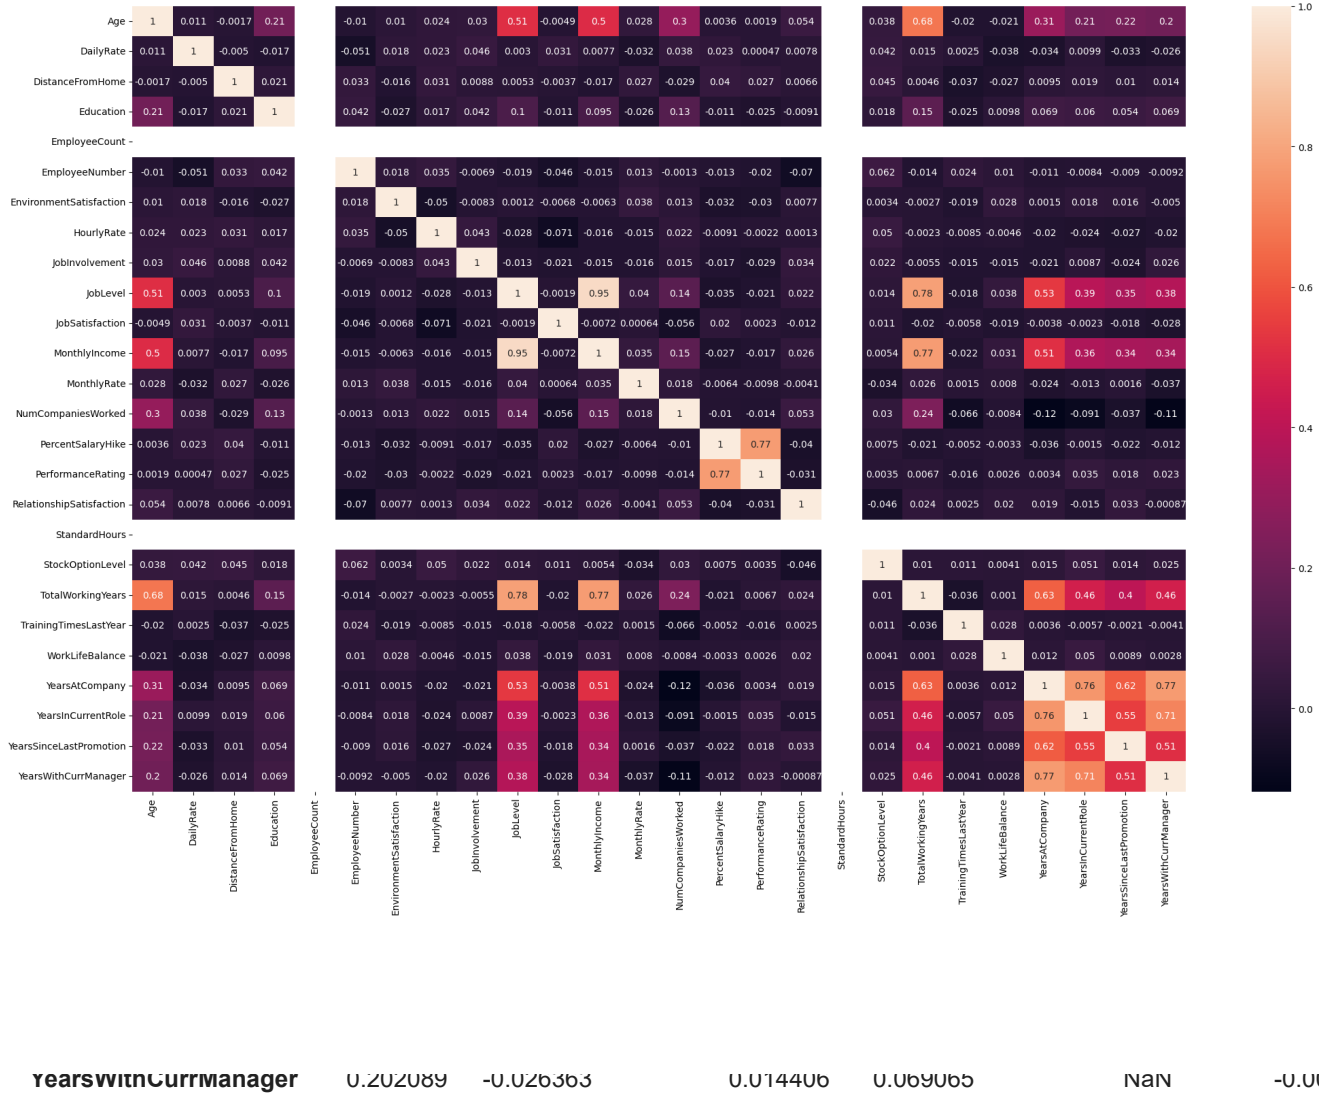 Age 1 0.011 -0.0017 0.21 -0.01 0.01 0.024 0.03 0.51 -0.0049 0.5 0.028 0.3 0.0036 0.0019 0.054 0.038 0.68 -0.02 -0.021 0.31 0.21 0.22 0.2 1.0
DailyRate 0.011 1 -0.005 -0.017 -0.051 0.018 0.023 0.046 0.003 0.031 0.0077 -0.032 0.038 0.023 0.00047 0.0078 0.042 0.015 0.0025 -0.038 -0.034 0.0099 -0.033 -0.026
DistanceFromHome -0.0017 -0.005 1 0.021 0.033 -0.016 0.031 0.0088 0.0053 -0.0037 -0.017 0.027 -0.029 0.04 0.027 0.0066 0.045 0.0046 -0.037 -0.027 0.0095 0.019 0.01 0.014
Education 0.21 -0.017 0.021 1 0.042 -0.027 0.017 0.042 0.1 -0.011 0.095 -0.026 0.13 -0.011 -0.025 -0.0091 0.018 0.15 -0.025 0.0098 0.069 0.06 0.054 0.069
EmployeeCount 0.8
EmployeeNumber -0.01 -0.051 0.033 0.042 1 0.018 0.035 -0.0069 -0.019 -0.046 -0.015 0.013 -0.0013 -0.013 -0.02 -0.07 0.062 -0.014 0.024 0.01 -0.011 -0.0084 -0.009 -0.0092
EnvironmentSatisfaction 0.01 0.018 -0.016 -0.027 0.018 1 -0.05 -0.0083 0.0012 -0.0068 -0.0063 0.038 0.013 -0.032 -0.03 0.0077 0.0034 -0.0027 -0.019 0.028 0.0015 0.018 0.016 -0.005
HourlyRate 0.024 0.023 0.031 0.017 0.035 -0.05 1 0.043 -0.028 -0.071 -0.016 -0.015 0.022 -0.0091 -0.0022 0.0013 0.05 -0.0023 -0.0085 -0.0046 -0.02 -0.024 -0.027 -0.02
JobInvolvement 0.03 0.046 0.0088 0.042 -0.0069 -0.0083 0.043 1 -0.013 -0.021 -0.015 -0.016 0.015 -0.017 -0.029 0.034 0.022 -0.0055 -0.015 -0.015 -0.021 0.0087 -0.024 0.026
JobLevel 0.51 0.003 0.0053 0.1 -0.019 0.0012 -0.028 -0.013 1 -0.0019 0.95 0.04 0.14 -0.035 -0.021 0.022 0.014 0.78 -0.018 0.038 0.53 0.39 0.35 0.38 0.6
JobSatisfaction -0.0049 0.031 -0.0037 -0.011 -0.046 -0.0068 -0.071 -0.021 -0.0019 1 -0.0072 0.00064 -0.056 0.02 0.0023 -0.012 0.011 -0.02 -0.0058 -0.019 -0.0038 -0.0023 -0.018 -0.028
MonthlyIncome 0.5 0.0077 -0.017 0.095 -0.015 -0.0063 -0.016 -0.015 0.95 -0.0072 1 0.035 0.15 -0.027 -0.017 0.026 0.0054 0.77 -0.022 0.031 0.51 0.36 0.34 0.34
MonthlyRate 0.028 -0.032 0.027 -0.026 0.013 0.038 -0.015 -0.016 0.04 0.00064 0.035 1 0.018 -0.0064 -0.0098 -0.0041 -0.034 0.026 0.0015 0.008 -0.024 -0.013 0.0016 -0.037
NumCompaniesWorked 0.3 0.038 -0.029 0.13 -0.0013 0.013 0.022 0.015 0.14 -0.056 0.15 0.018 1 -0.01 -0.014 0.053 0.03 0.24 -0.066 -0.0084 -0.12 -0.091 -0.037 -0.11 0.4
PercentSalaryHike 0.0036 0.023 0.04 -0.011 -0.013 -0.032 -0.0091 -0.017 -0.035 0.02 -0.027 -0.0064 -0.01 1 0.77 -0.04 0.0075 -0.021 -0.0052 -0.0033 -0.036 -0.0015 -0.022 -0.012
PerformanceRating 0.0019 0.00047 0.027 -0.025 -0.02 -0.03 -0.0022 -0.029 -0.021 0.0023 -0.017 -0.0098 -0.014 0.77 1 -0.031 0.0035 0.0067 -0.016 0.0026 0.0034 0.035 0.018 0.023
RelationshipSatisfaction 0.054 0.0078 0.0066 -0.0091 -0.07 0.0077 0.0013 0.034 0.022 -0.012 0.026 -0.0041 0.053 -0.04 -0.031 1 -0.046 0.024 0.0025 0.02 0.019 -0.015 0.033 -0.00087
StandardHours
StockOptionLevel 0.038 0.042 0.045 0.018 0.062 0.0034 0.05 0.022 0.014 0.011 0.0054 -0.034 0.03 0.0075 0.0035 -0.046 1 0.01 0.011 0.0041 0.015 0.051 0.014 0.025 0.2
TotalWorkingYears 0.68 0.015 0.0046 0.15 -0.014 -0.0027 -0.0023 -0.0055 0.78 -0.02 0.77 0.026 0.24 -0.021 0.0067 0.024 0.01 1 -0.036 0.001 0.63 0.46 0.4 0.46
TrainingTimesLastYear -0.02 0.0025 -0.037 -0.025 0.024 -0.019 -0.0085 -0.015 -0.018 -0.0058 -0.022 0.0015 -0.066 -0.0052 -0.016 0.0025 0.011 -0.036 1 0.028 0.0036 -0.0057 -0.0021 -0.0041
WorkLifeBalance -0.021 -0.038 -0.027 0.0098 0.01 0.028 -0.0046 -0.015 0.038 -0.019 0.031 0.008 -0.0084 -0.0033 0.0026 0.02 0.0041 0.001 0.028 1 0.012 0.05 0.0089 0.0028
YearsAtCompany 0.31 -0.034 0.0095 0.069 -0.011 0.0015 -0.02 -0.021 0.53 -0.0038 0.51 -0.024 -0.12 -0.036 0.0034 0.019 0.015 0.63 0.0036 0.012 1 0.76 0.62 0.77
YearsInCurrentRole 0.21 0.0099 0.019 0.06 -0.0084 0.018 -0.024 0.0087 0.39 -0.0023 0.36 -0.013 -0.091 -0.0015 0.035 -0.015 0.051 0.46 -0.0057 0.05 0.76 1 0.55 0.71 0.0
YearsSinceLastPromotion 0.22 -0.033 0.01 0.054 -0.009 0.016 -0.027 -0.024 0.35 -0.018 0.34 0.0016 -0.037 -0.022 0.018 0.033 0.014 0.4 -0.0021 0.0089 0.62 0.55 1 0.51
YearsWithCurrManager 0.2 -0.026 0.014 0.069 -0.0092 -0.005 -0.02 0.026 0.38 -0.028 0.34 -0.037 -0.11 -0.012 0.023 -0.00087 0.025 0.46 -0.0041 0.0028 0.77 0.71 0.51 1
Age
DailyRate
DistanceFromHome
Education
EmployeeCount
EmployeeNumber
EnvironmentSatisfaction
HourlyRate
JobInvolvement
JobLevel
JobSatisfaction
MonthlyIncome
MonthlyRate
NumCompaniesWorked
PercentSalaryHike
PerformanceRating
RelationshipSatisfaction
StandardHours
StockOptionLevel
TotalWorkingYears
TrainingTimesLastYear
WorkLifeBalance
YearsAtCompany
YearsInCurrentRole
YearsSinceLastPromotion
YearsWithCurrManager
YearsWithCurrManager 0.202089 -0.026363 0.014406 0.069065 NaN